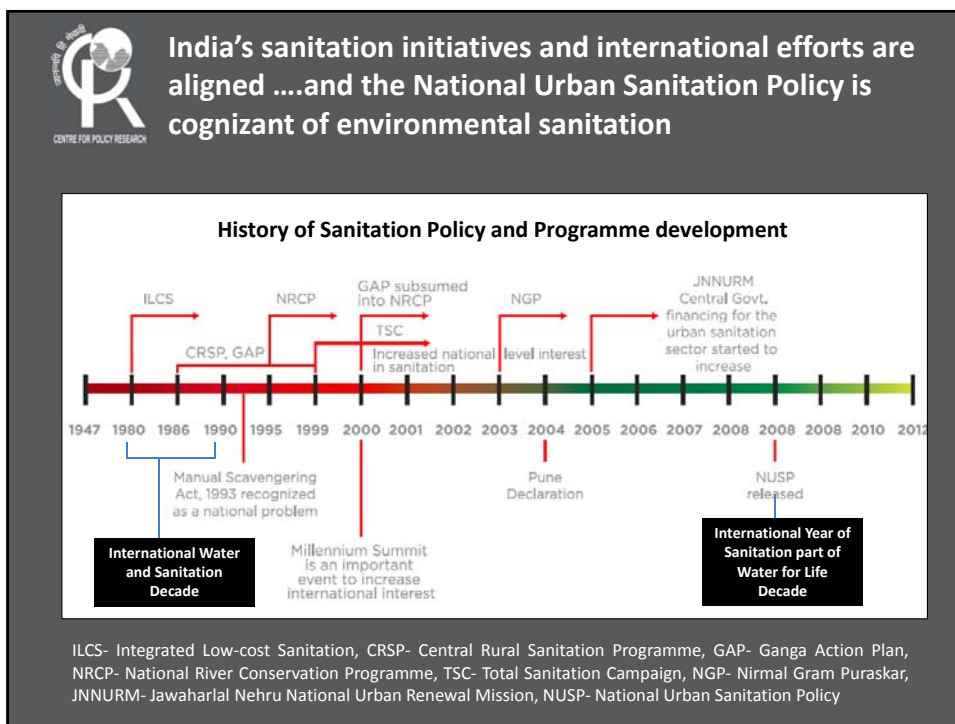 CENTRE FOR POLICY RESEARCH
India's sanitation initiatives and international efforts are
aligned ....and the National Urban Sanitation Policy is
cognizant of environmental sanitation
History of Sanitation Policy and Programme development
ILCS
NRCP
GAP subsumed
into NRCP
NGP
JNNURM
Central Govt.
financing for the
urban sanitation
sector started to
increase
CRSP, GAP
TSC
Increased national level interest
in sanitation
1947 1980 1986 1990 1995 1999 2000 2001 2002 2003 2004 2005 2006 2007 2008 2008 2008 2010 2012
Manual Scavengering
Act, 1993 recognized
as a national problem
Pune
Declaration
NUSP
released
International Water
and Sanitation
Decade
Millennium Summit
is an important
event to increase
international interest
International Year of
Sanitation part of
Water for Life
Decade
ILCS- Integrated Low-cost Sanitation, CRSP- Central Rural Sanitation Programme, GAP- Ganga Action Plan,
NRCP- National River Conservation Programme, TSC- Total Sanitation Campaign, NGP- Nirmal Gram Puraskar,
JNNURM- Jawaharlal Nehru National Urban Renewal Mission, NUSP- National Urban Sanitation Policy